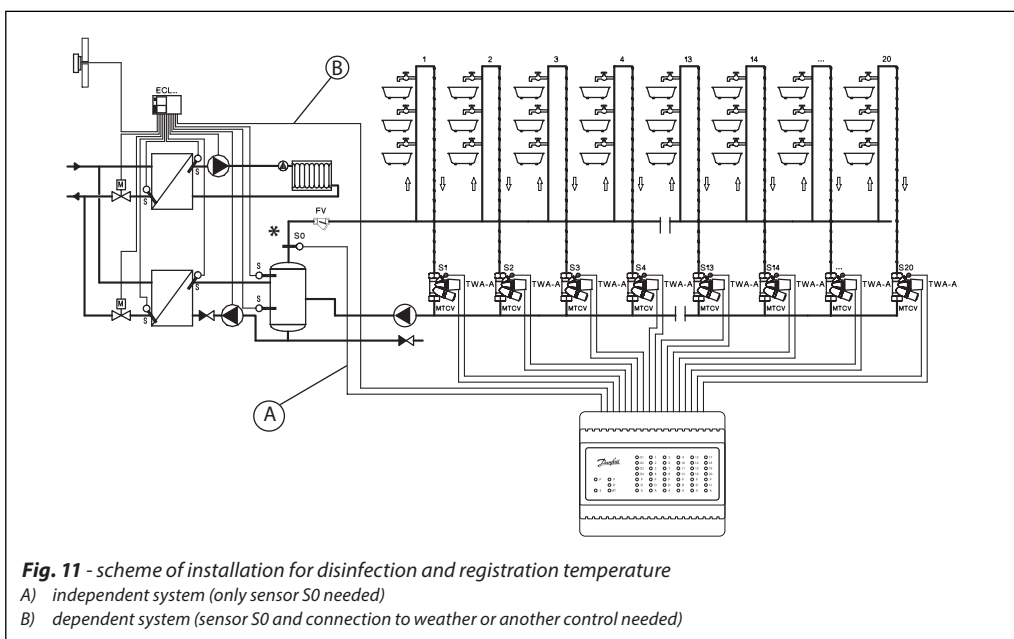 1 2 3 4 13 14 ... 20
B
ECL...
M
S
S
FV
* S0
S
S
M
S
S
S1 S2 S3 S4 S13 S14 ... S20
TWA-A TWA-A TWA-A TWA-A TWA-A TWA-A TWA-A TWA-A
MTCV MTCV MTCV MTCV MTCV MTCV MTCV MTCV
A
Danfoss
Fig. 11 - scheme of installation for disinfection and registration temperature
A) independent system (only sensor S0 needed)
B) dependent system (sensor S0 and connection to weather or another control needed)